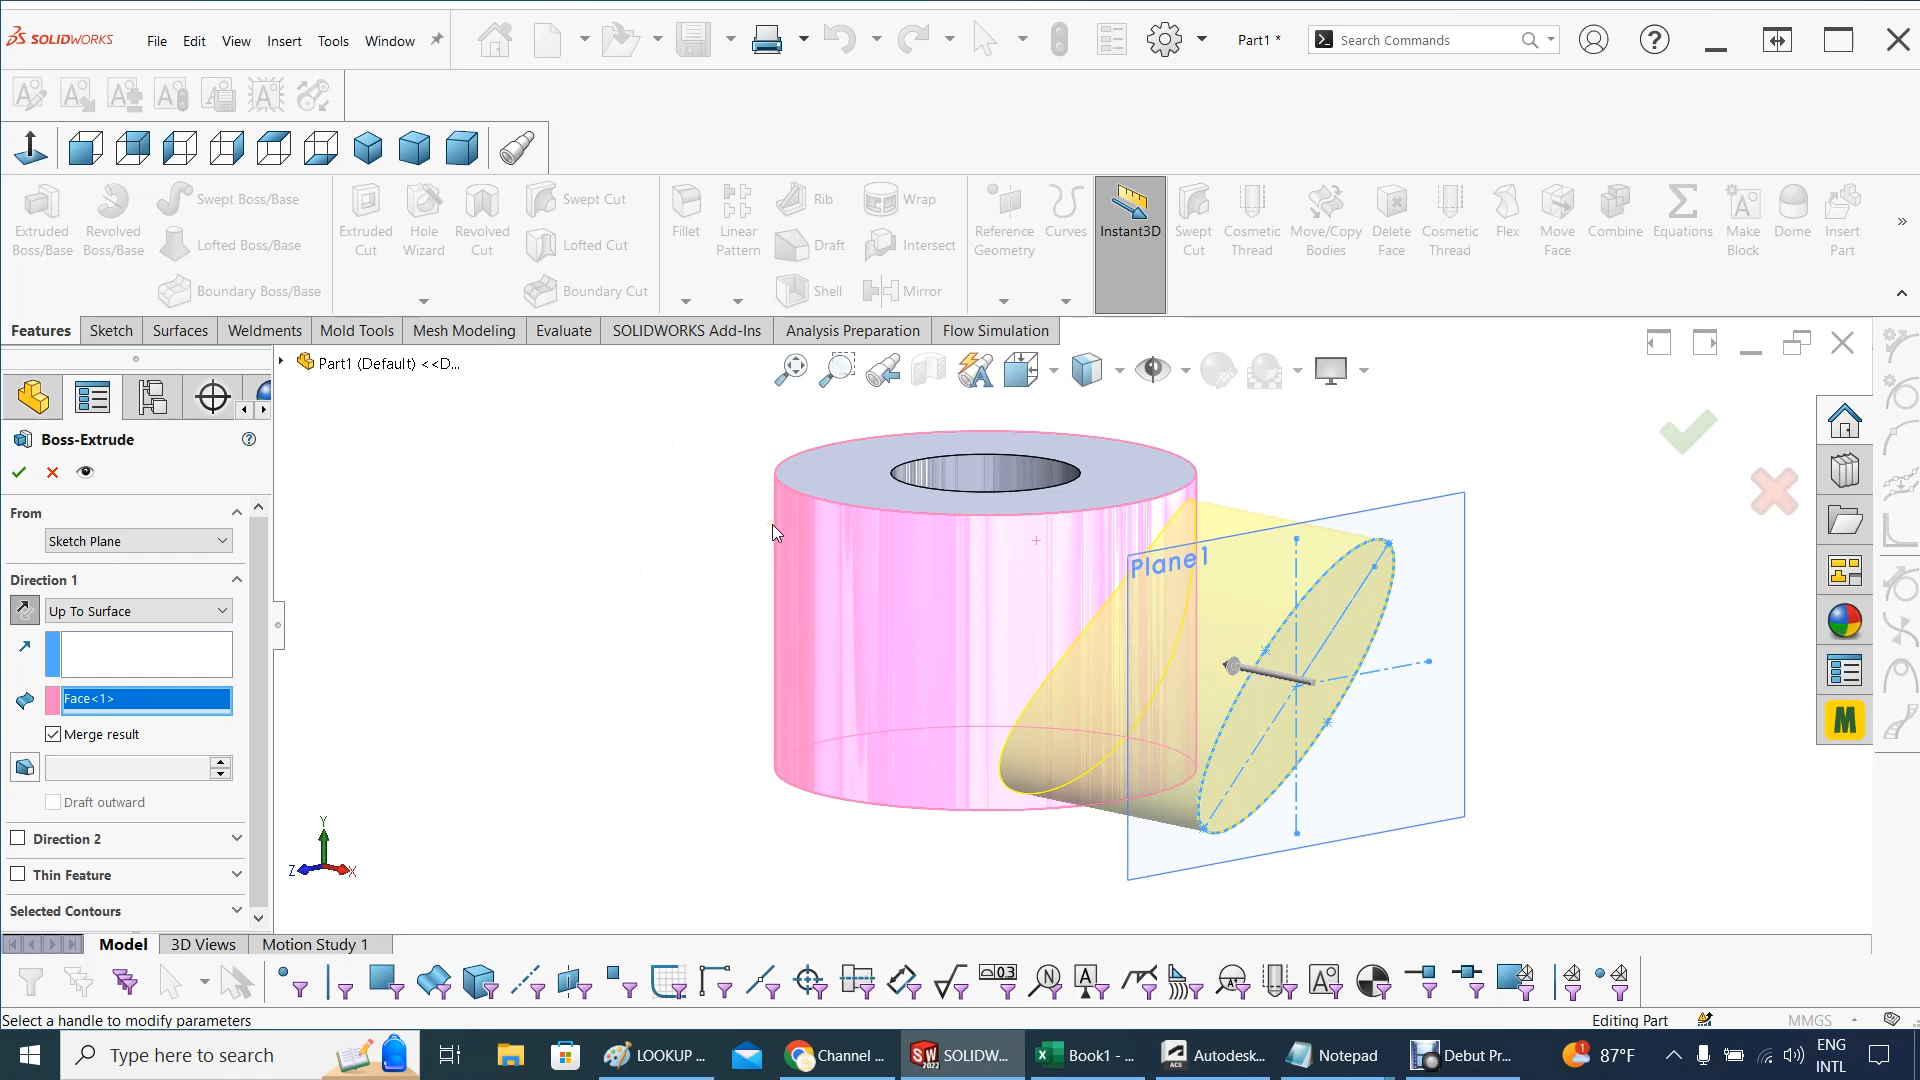 SOLIDWORKS
File Edit View Insert Tools Window
Part1 *
Search Commands
Extruded Boss/Base
Revolved Boss/Base
Swept Boss/Base
Lofted Boss/Base
Boundary Boss/Base
Extruded Cut
Hole Wizard
Revolved Cut
Swept Cut
Lofted Cut
Boundary Cut
Fillet
Linear Pattern
Rib
Draft
Shell
Wrap
Intersect
Mirror
Reference Geometry
Curves
Instant3D
Swept Cut
Cosmetic Thread
Move/Copy Bodies
Delete Face
Cosmetic Thread
Flex
Move Face
Combine
Equations
Make Block
Dome
Insert Part
Features Sketch Surfaces Weldments Mold Tools Mesh Modeling Evaluate SOLIDWORKS Add-Ins Analysis Preparation Flow Simulation
Part1 (Default) <<D...
Boss-Extrude
From
Sketch Plane
Direction 1
Up To Surface
Face<1>
Merge result
Draft outward
Direction 2
Thin Feature
Selected Contours
Plane1
Y
Z
X
M
Model 3D Views Motion Study 1
0.3
N
A
A
Select a handle to modify parameters
Editing Part
MMGS
Type here to search
LOOKUP ...
Channel ...
SW
2022
SOLIDW...
Book1 - ...
ACS
Autodesk...
Notepad
Debut Pr...
1
87°F
ENG
INTL